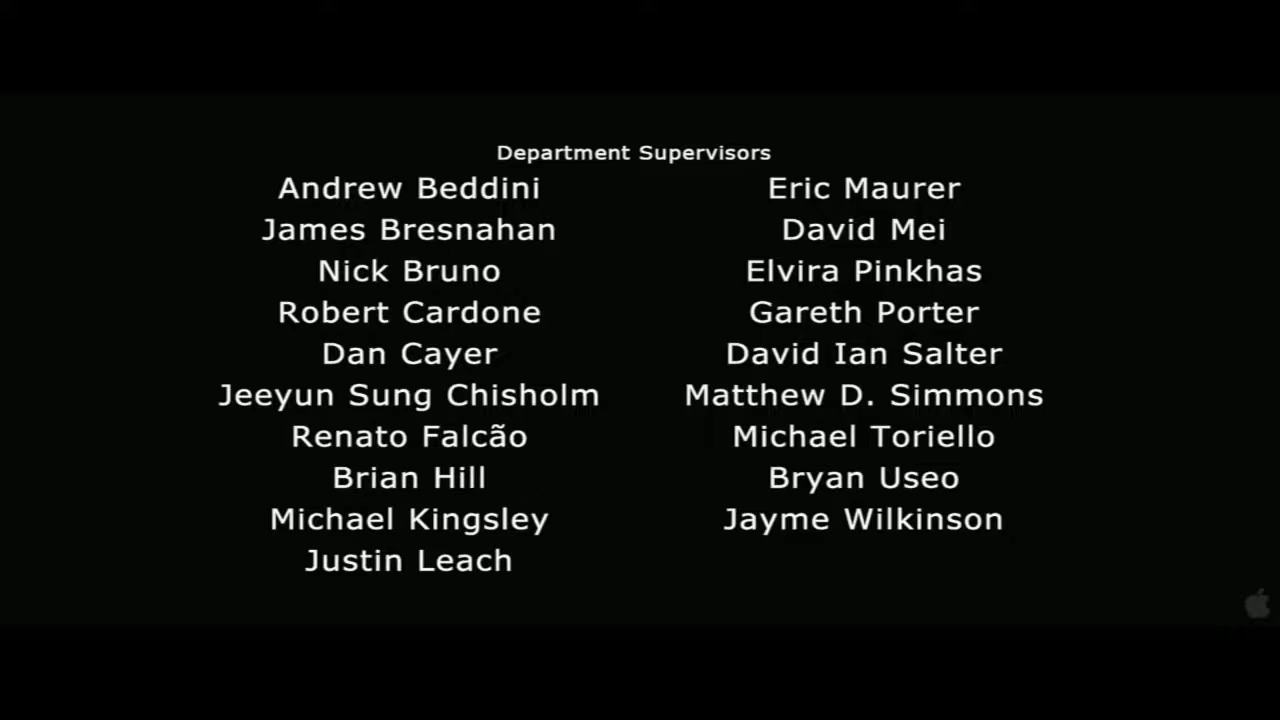 Department Supervisors
Andrew Beddini
James Bresnahan
Nick Bruno
Robert Cardone
Dan Cayer
Jeeyun Sung Chisholm
Renato Falcão
Brian Hill
Michael Kingsley
Justin Leach
Eric Maurer
David Mei
Elvira Pinkhas
Gareth Porter
David Ian Salter
Matthew D. Simmons
Michael Toriello
Bryan Useo
Jayme Wilkinson